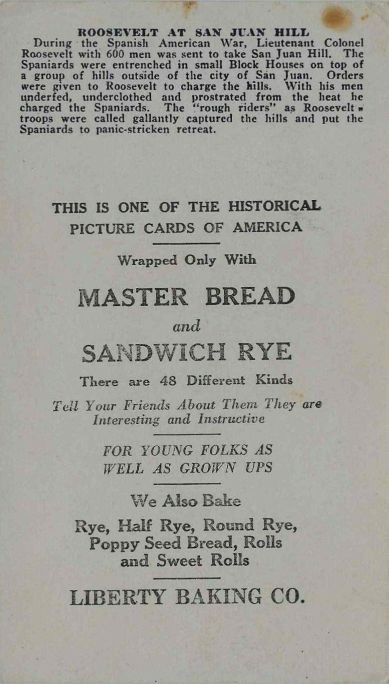 ROOSEVELT AT SAN JUAN HILL
During the Spanish American War, Lieutenant Colonel
Roosevelt with 600 men was sent to take San Juan Hill. The
Spaniards were entrenched in small Block Houses on top of
a group of hills outside of the city of San Juan. Orders
were given to Roosevelt to charge the hills. With his men
underfed, underclothed and prostrated from the heat he
charged the Spaniards. The "rough riders" as Roosevelt
troops were called gallantly captured the hills and put the
Spaniards to panic-stricken retreat.
THIS IS ONE OF THE HISTORICAL
PICTURE CARDS OF AMERICA
Wrapped Only With
MASTER BREAD
and
SANDWICH RYE
There are 48 Different Kinds
Tell Your Friends About Them They are
Interesting and Instructive
FOR YOUNG FOLKS AS
WELL AS GROWN UPS
We Also Bake
Rye, Half Rye, Round Rye,
Poppy Seed Bread, Rolls
and Sweet Rolls
LIBERTY BAKING CO.